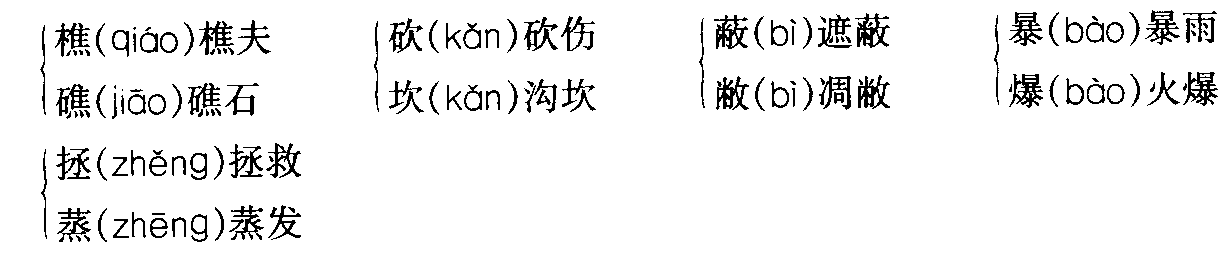 樵(qiáo)樵夫 砍(kǎn)砍伤 蔽(bì)遮蔽 暴(bào)暴雨
礁(jiāo)礁石 坎(kǎn)沟坎 敝(bì)凋敝 爆(bào)火爆
拯(zhěng)拯救
蒸(zhēng)蒸发